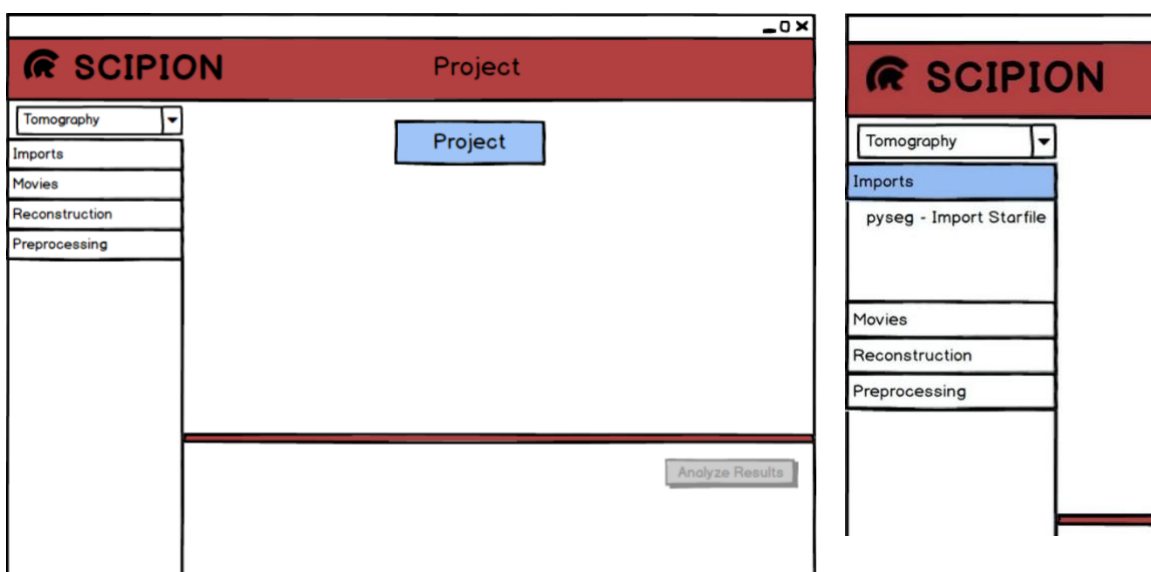 SCIPION
Project
Tomography
Imports
Movies
Reconstruction
Preprocessing
Project
Analyze Results
SCIPION
Tomography
Imports
pyseg - Import Starfile
Movies
Reconstruction
Preprocessing